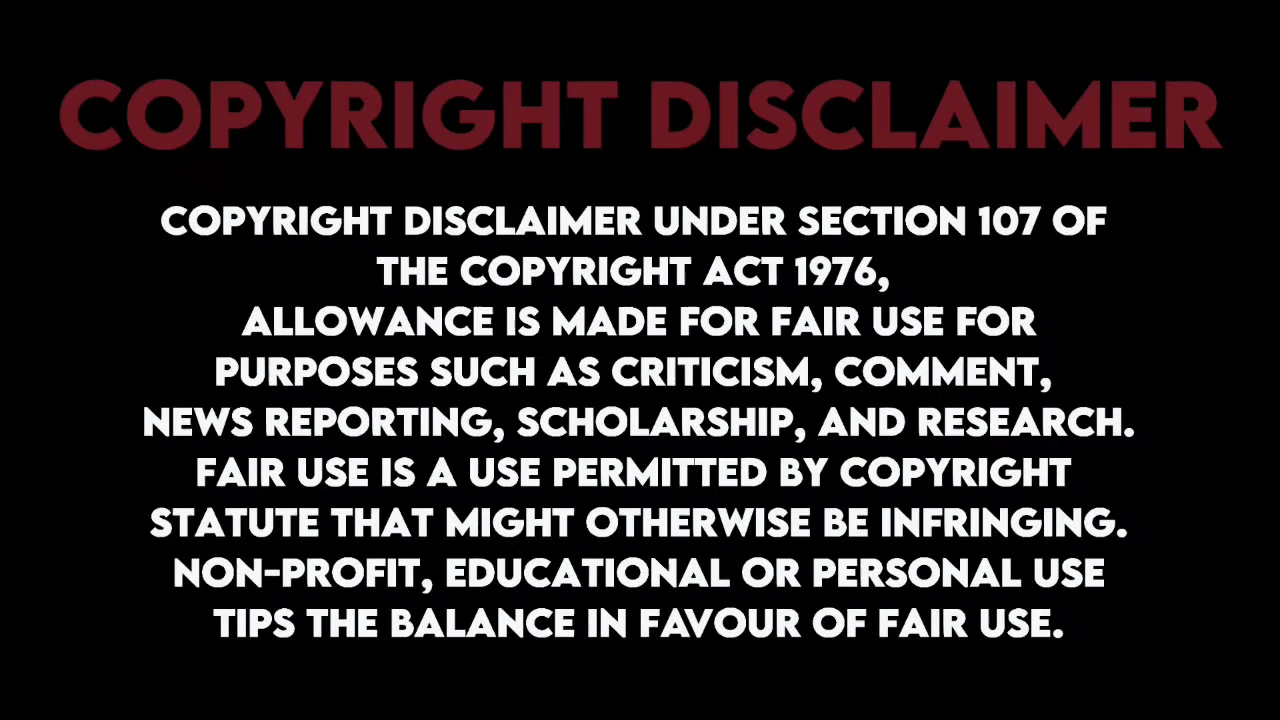 COPYRIGHT DISCLAIMER
COPYRIGHT DISCLAIMER UNDER SECTION 107 OF
THE COPYRIGHT ACT 1976,
ALLOWANCE IS MADE FOR FAIR USE FOR
PURPOSES SUCH AS CRITICISM, COMMENT,
NEWS REPORTING, SCHOLARSHIP, AND RESEARCH.
FAIR USE IS A USE PERMITTED BY COPYRIGHT
STATUTE THAT MIGHT OTHERWISE BE INFRINGING.
NON-PROFIT, EDUCATIONAL OR PERSONAL USE
TIPS THE BALANCE IN FAVOUR OF FAIR USE.